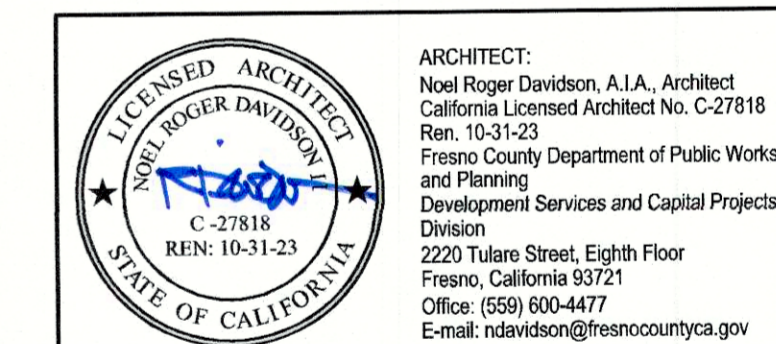 LICENSED ARCHITECT
NOEL ROGER DAVIDSON II
C -27818
REN: 10-31-23
STATE OF CALIFORNIA
ARCHITECT:
Noel Roger Davidson, A.I.A., Architect
California Licensed Architect No. C-27818
Ren. 10-31-23
Fresno County Department of Public Works
and Planning
Development Services and Capital Projects
Division
2220 Tulare Street, Eighth Floor
Fresno, California 93721
Office: (559) 600-4477
E-mail: ndavidson@fresnocountyca.gov